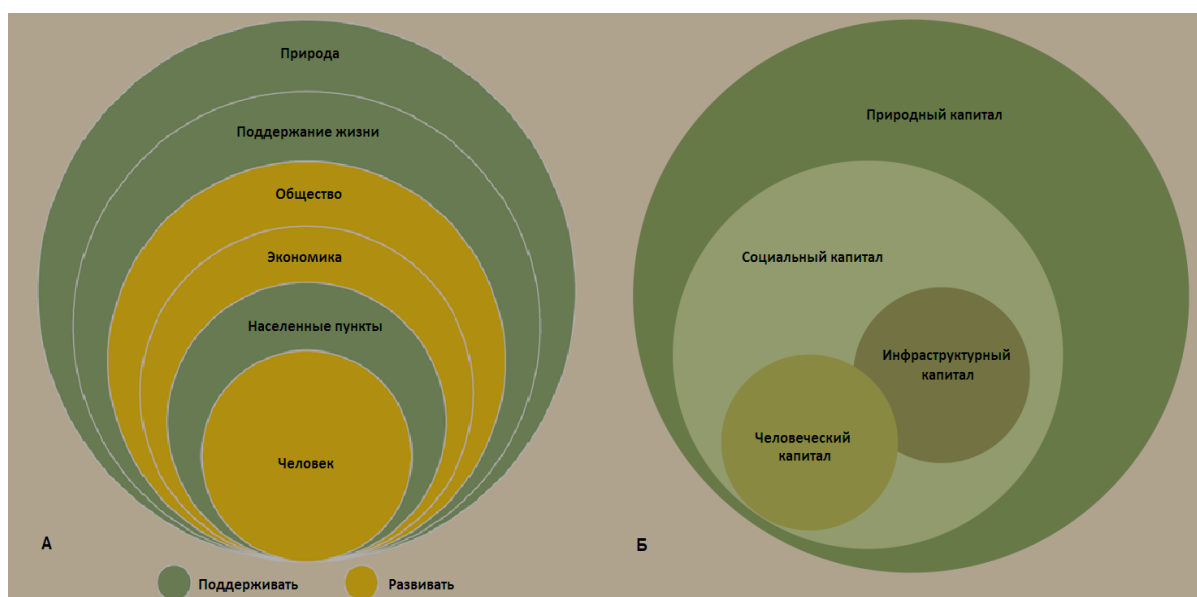 Природа
Поддержание жизни
Общество
Экономика
Населенные пункты
Человек
А
Поддерживать
Развивать
Природный капитал
Социальный капитал
Инфраструктурный
капитал
Человеческий
капитал
Б